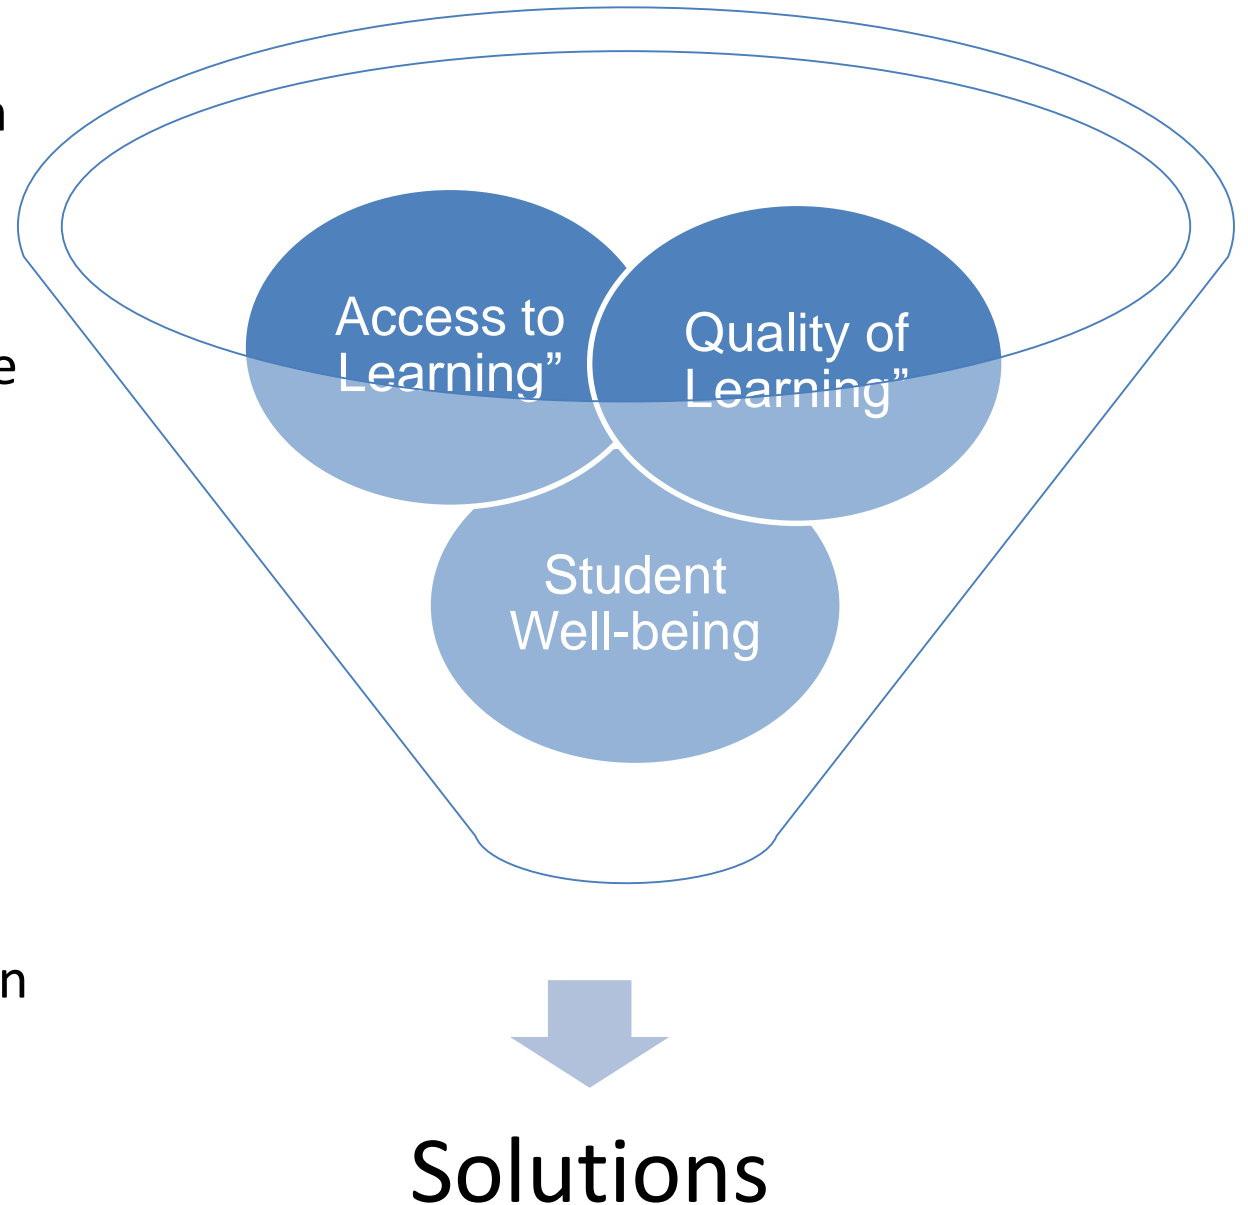 n
Access to
Learning”
Quality of
Learning”
e
Student
Well-being
n
Solutions